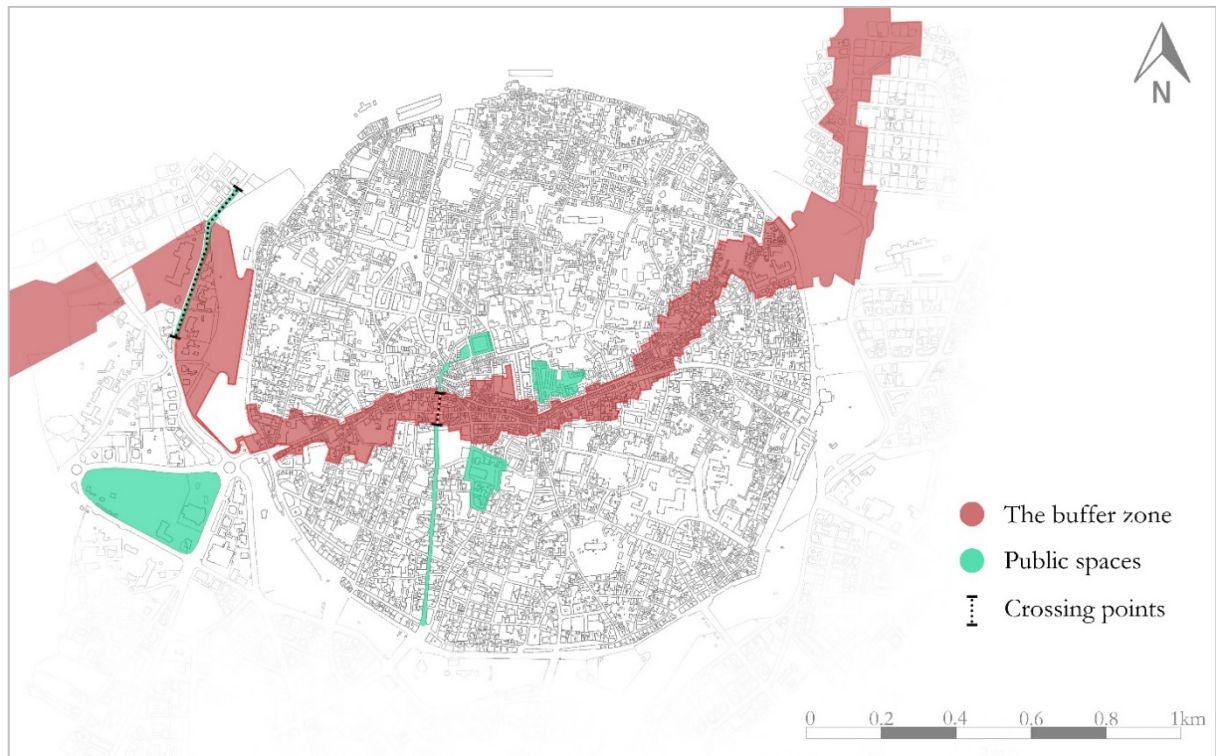 N
The buffer zone
Public spaces
Crossing points
0 0.2 0.4 0.6 0.8 1km